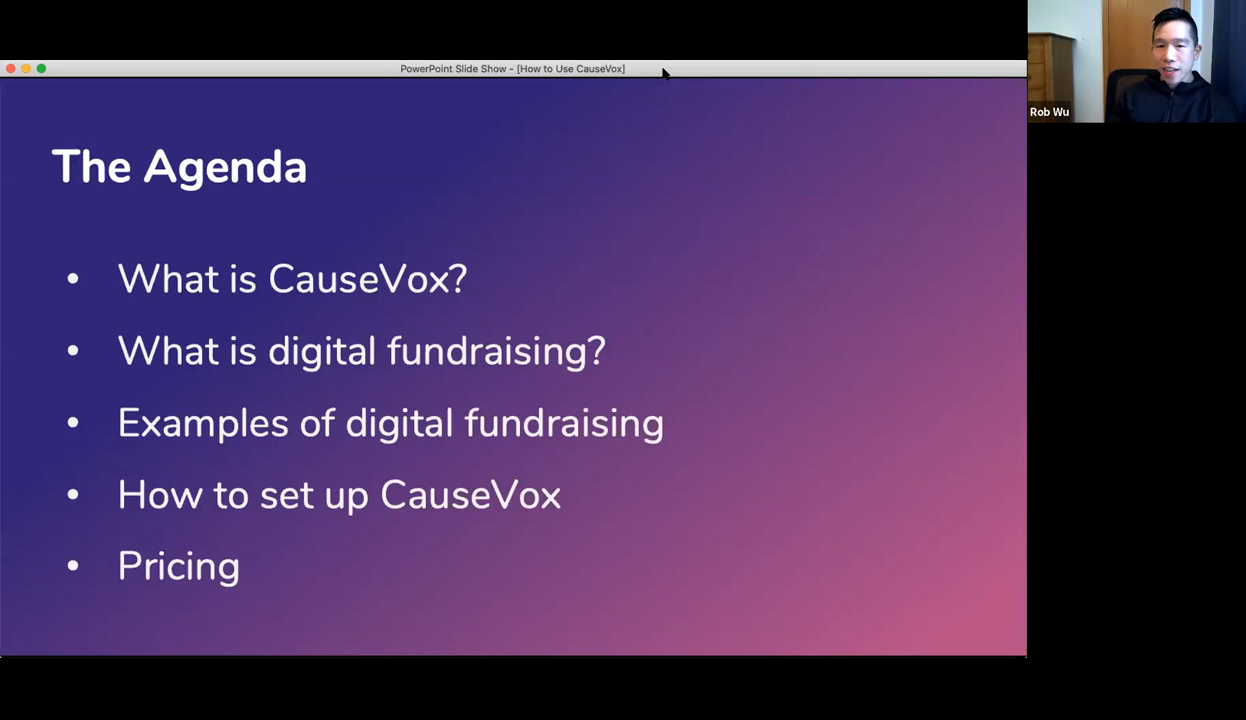 PowerPoint Slide Show - [How to Use CauseVox]
Rob Wu
The Agenda
• What is CauseVox?
• What is digital fundraising?
• Examples of digital fundraising
• How to set up CauseVox
• Pricing